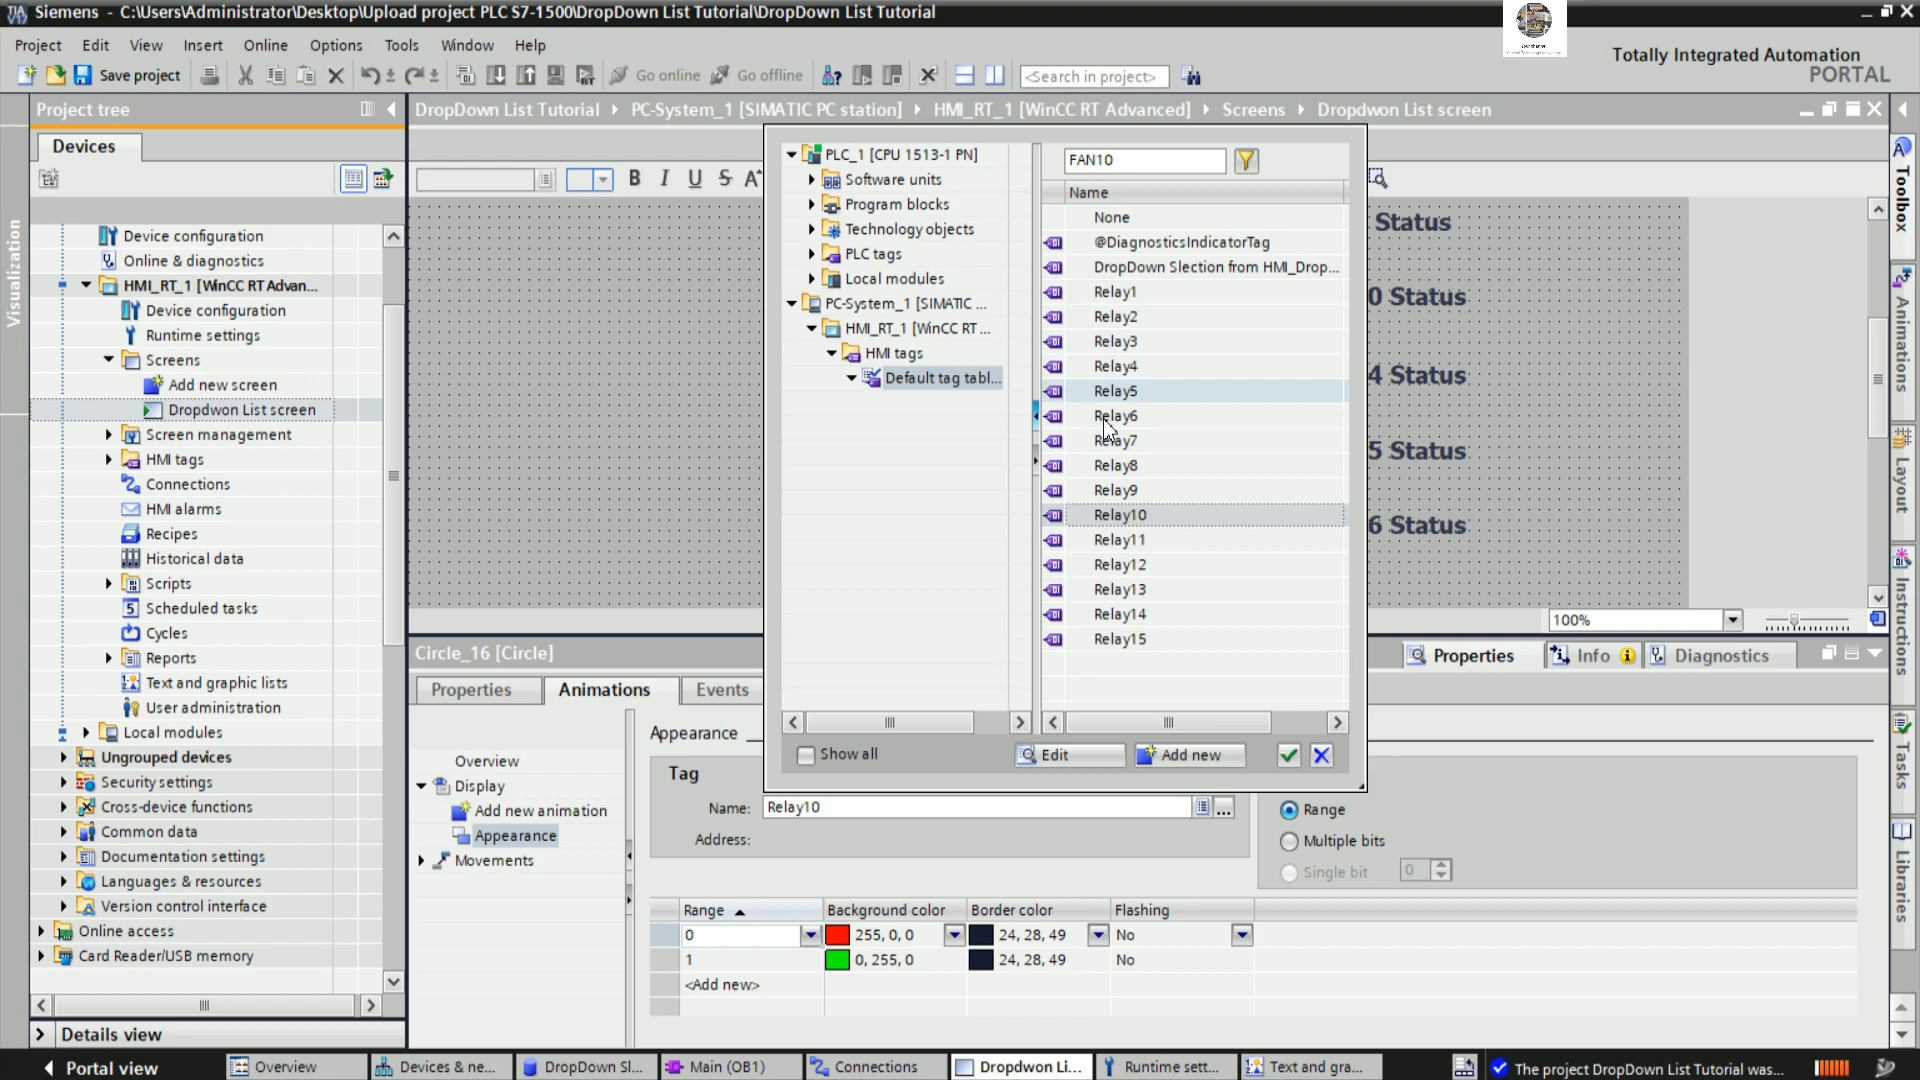 Siemens - C:\Users\Administrator\Desktop\Upload project PLC S7-1500\DropDown List Tutorial\DropDown List Tutorial
Project Edit View Insert Online Options Tools Window Help
Totally Integrated Automation
PORTAL
Save project
Go online
Go offline
<Search in project>
Project tree
DropDown List Tutorial
PC-System_1 [SIMATIC PC station]
HMI_RT_1 [WinCC RT Advanced]
Screens
Dropdwon List screen
Devices
Visualization
Device configuration
Online & diagnostics
HMI_RT_1 [WinCC RT Advan...
Device configuration
Runtime settings
Screens
Add new screen
Dropdwon List screen
Screen management
HMI tags
Connections
HMI alarms
Recipes
Historical data
Scripts
Scheduled tasks
Cycles
Reports
Text and graphic lists
User administration
Local modules
Ungrouped devices
Security settings
Cross-device functions
Common data
Documentation settings
Languages & resources
Version control interface
Online access
Card Reader/USB memory
Details view
B I U S A
PLC_1 [CPU 1513-1 PN]
Software units
Program blocks
Technology objects
PLC tags
Local modules
PC-System_1 [SIMATIC ...
HMI_RT_1 [WinCC RT ...
HMI tags
Default tag tabl...
FAN10
Name
None
@DiagnosticsIndicatorTag
DropDown Slection from HMI_Drop...
Relay1
Relay2
Relay3
Relay4
Relay5
Relay6
Relay7
Relay8
Relay9
Relay10
Relay11
Relay12
Relay13
Relay14
Relay15
Show all
Edit
Add new
Status
0 Status
4 Status
5 Status
6 Status
100%
Toolbox
Animations
Layout
Instructions
Tasks
Libraries
Circle_16 [Circle]
Properties
Info
Diagnostics
Properties
Animations
Events
Overview
Display
Add new animation
Appearance
Movements
Appearance
Tag
Name: Relay10
Address:
Range
Multiple bits
Single bit 0
Range Background color Border color Flashing
0 255, 0, 0 24, 28, 49 No
1 0, 255, 0 24, 28, 49 No
<Add new>
Portal view
Overview
Devices & ne...
DropDown Sl...
Main (OB1)
Connections
Dropdwon Li...
Runtime sett...
Text and gra...
The project DropDown List Tutorial was...